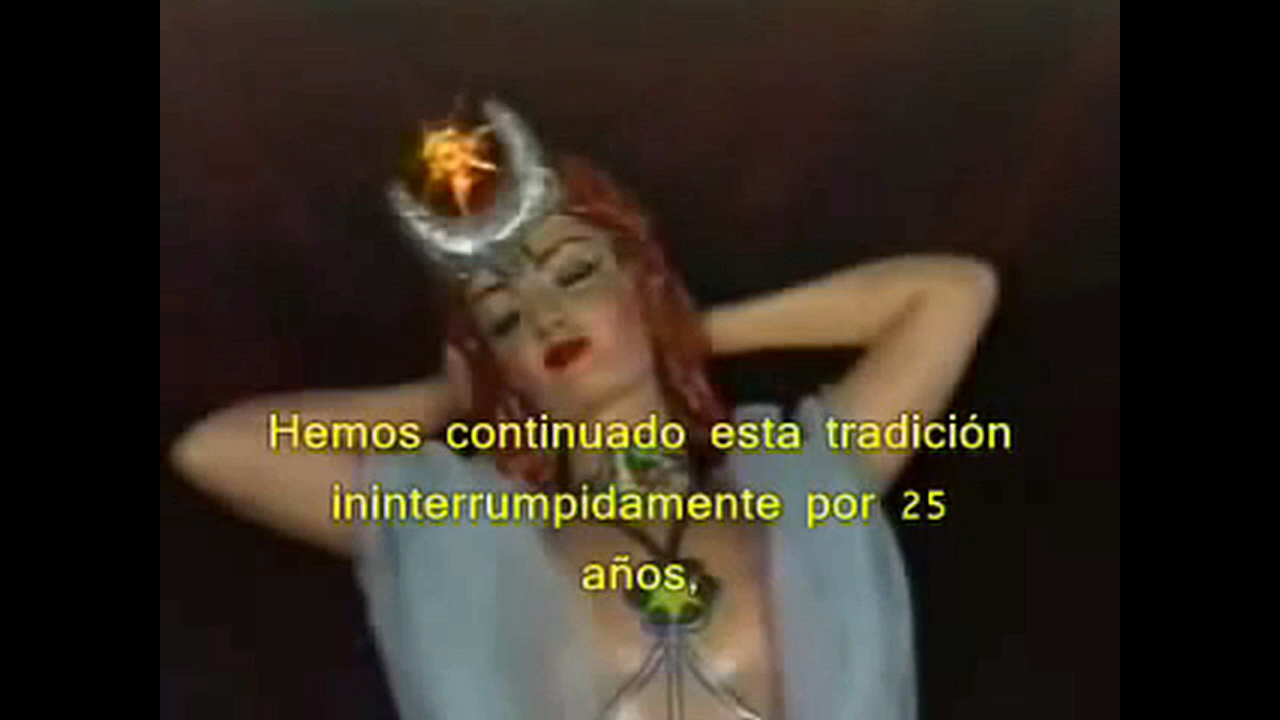 Hemos continuado esta tradición
ininterrumpidamente por 25
años,